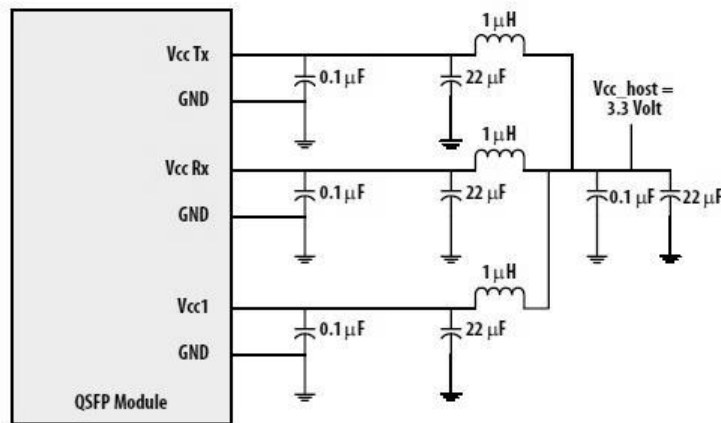 1 μH
Vcc Tx
0.1 μF
22 μF
GND
Vcc_host =
3.3 Volt
1 μH
Vcc Rx
0.1 μF
22 μF
0.1 μF
22 μF
GND
1 μH
Vcc1
0.1 μF
22 μF
GND
QSFP Module